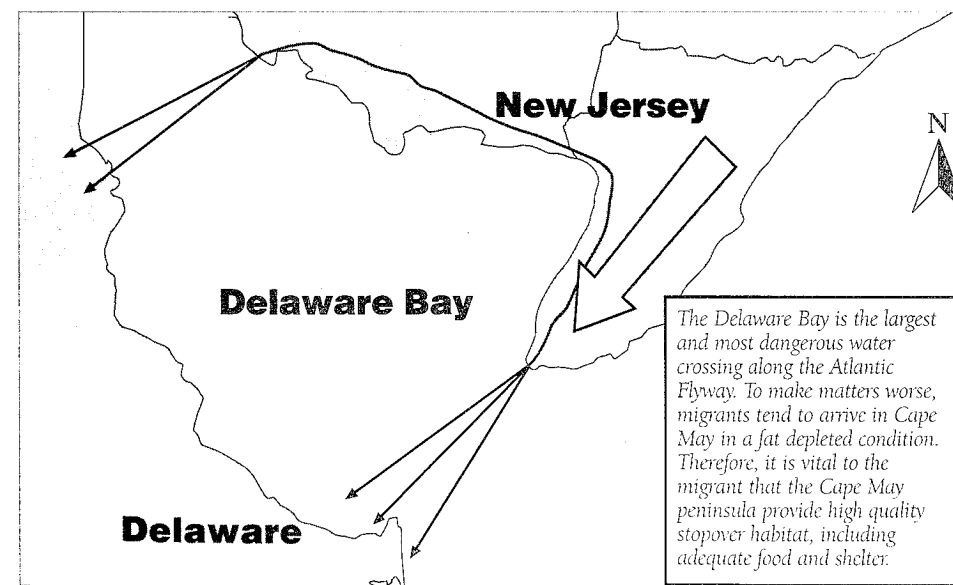 New Jersey
N
Delaware Bay
The Delaware Bay is the largest
and most dangerous water
crossing along the Atlantic
Flyway. To make matters worse,
migrants tend to arrive in Cape
May in a fat depleted condition.
Therefore, it is vital to the
migrant that the Cape May
peninsula provide high quality
stopover habitat, including
adequate food and shelter.
Delaware